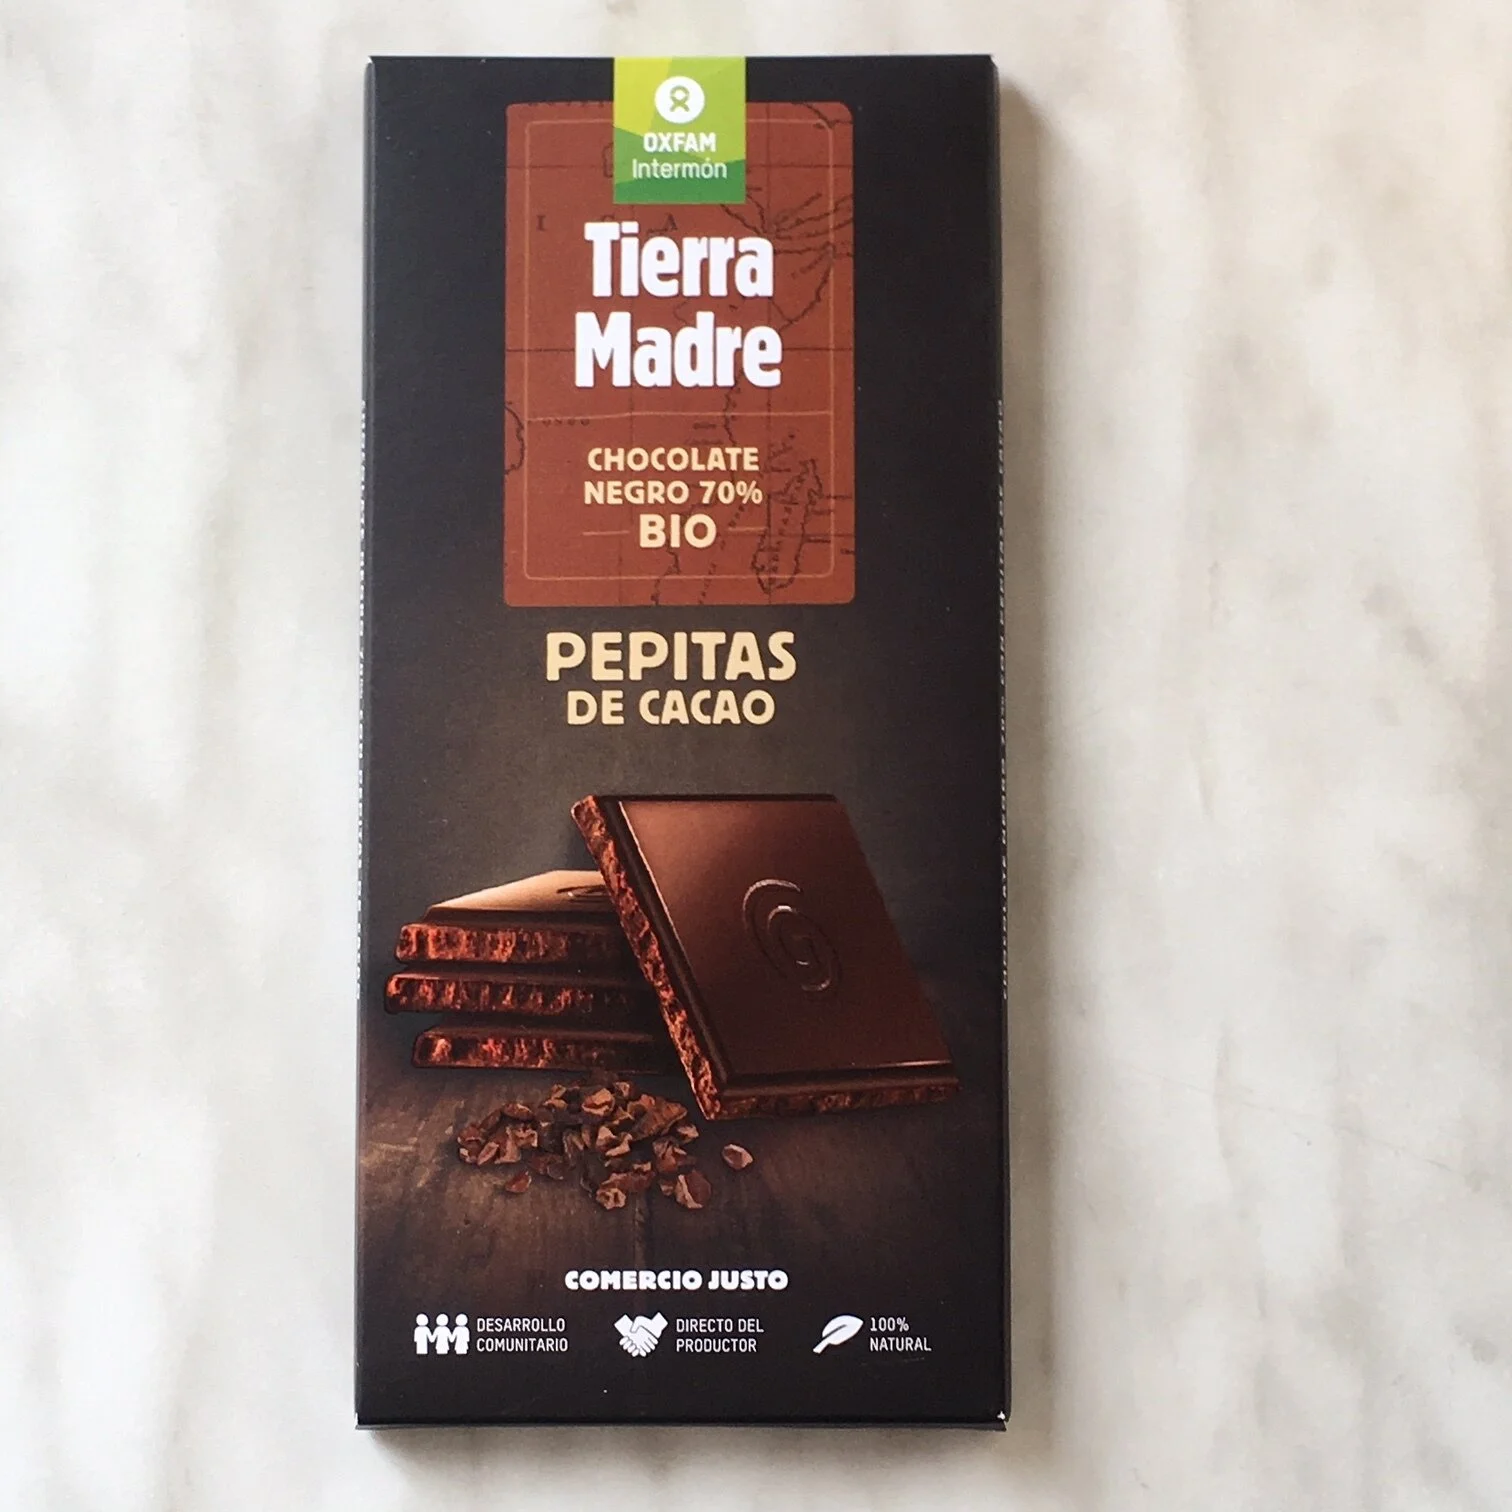 OXFAM
Intermón
Tierra
Madre
CHOCOLATE
NEGRO 70%
BIO
PEPITAS
DE CACAO
COMERCIO JUSTO
DESARROLLO
COMUNITARIO
DIRECTO DEL
PRODUCTOR
100%
NATURAL